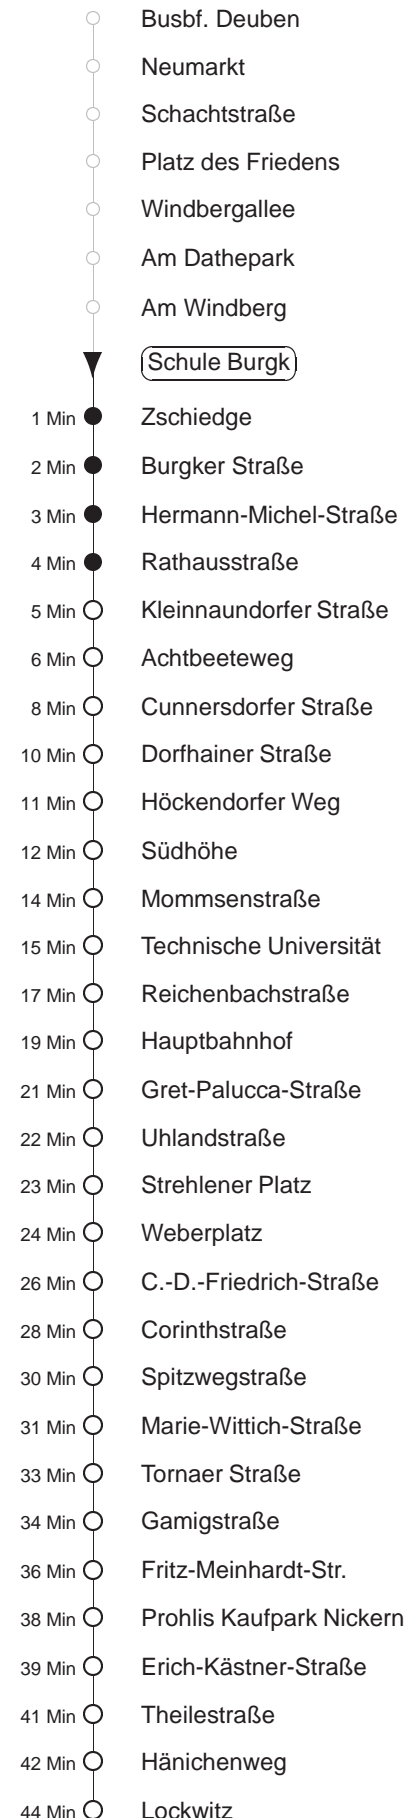 Busbf. Deuben
Neumarkt
Schachtstraße
Platz des Friedens
Windbergallee
Am Dathepark
Am Windberg
Schule Burgk
1 Min Zschiedge
2 Min Burgker Straße
3 Min Hermann-Michel-Straße
4 Min Rathausstraße
5 Min Kleinnaundorfer Straße
6 Min Achtbeeteweg
8 Min Cunnersdorfer Straße
10 Min Dorfhainer Straße
11 Min Höckendorfer Weg
12 Min Südhöhe
14 Min Mommsenstraße
15 Min Technische Universität
17 Min Reichenbachstraße
19 Min Hauptbahnhof
21 Min Gret-Palucca-Straße
22 Min Uhlandstraße
23 Min Strehlener Platz
24 Min Weberplatz
26 Min C.-D.-Friedrich-Straße
28 Min Corinthstraße
30 Min Spitzwegstraße
31 Min Marie-Wittich-Straße
33 Min Tornaer Straße
34 Min Gamigstraße
36 Min Fritz-Meinhardt-Str.
38 Min Prohlis Kaufpark Nickern
39 Min Erich-Kästner-Straße
41 Min Theilestraße
42 Min Hänichenweg
44 Min Lockwitz